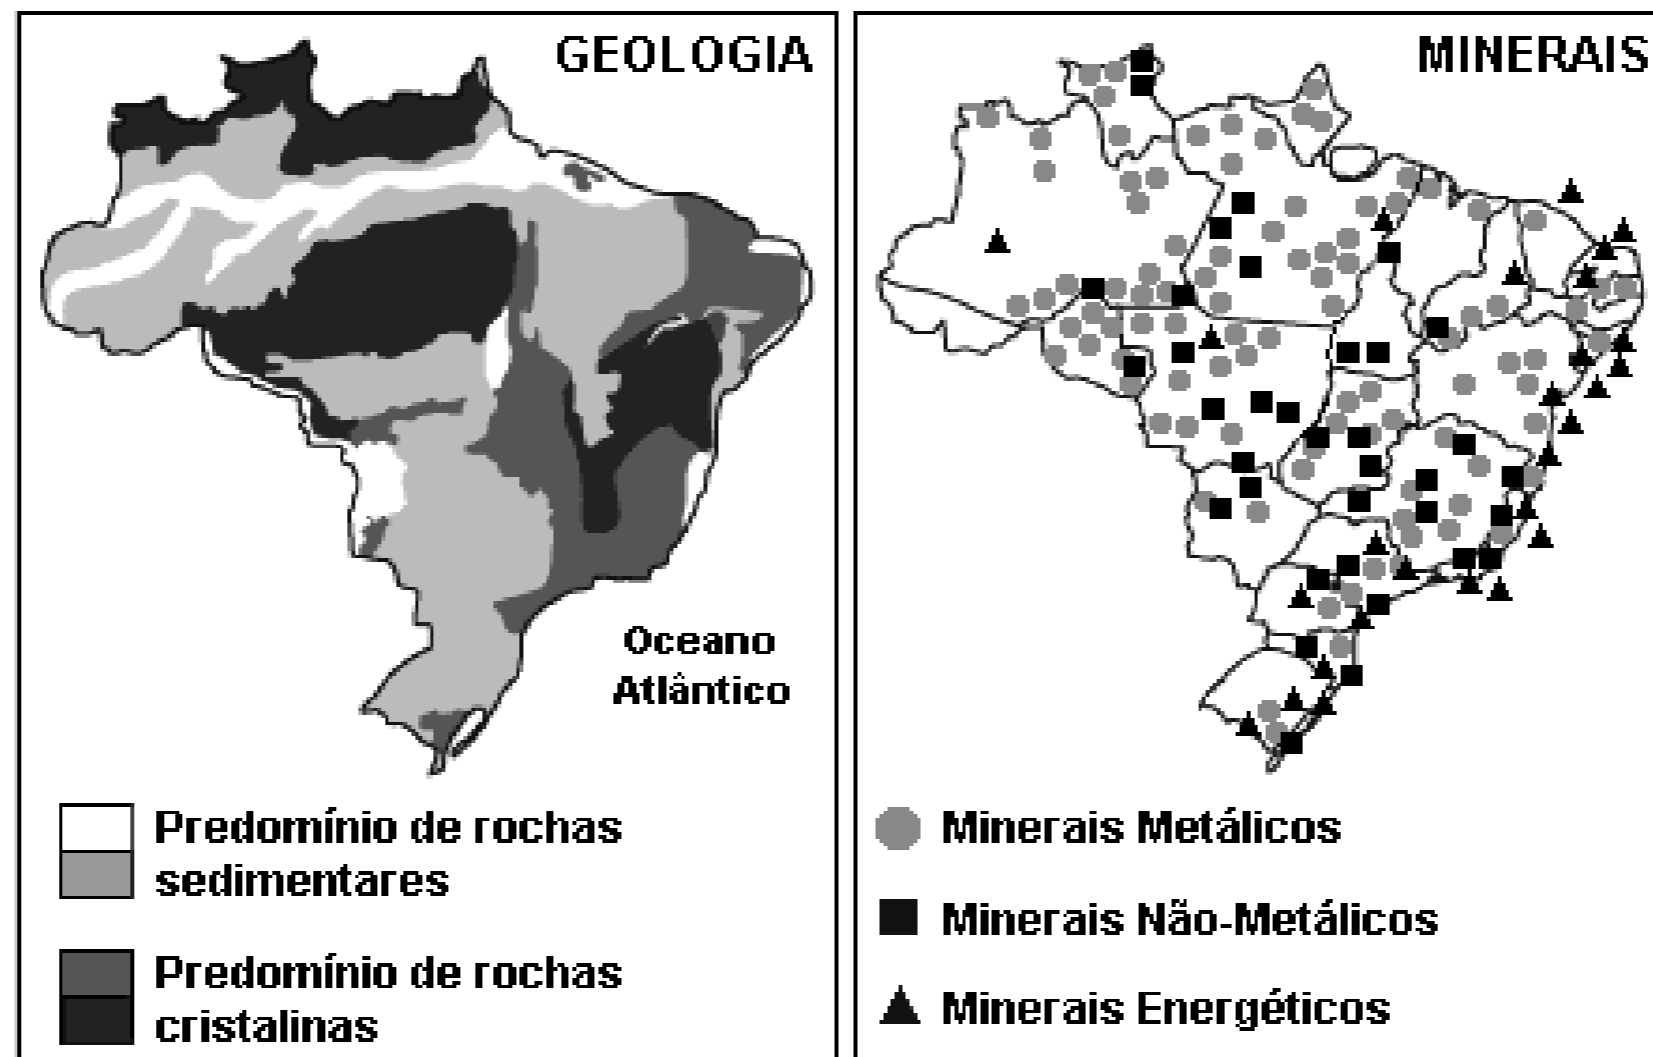 GEOLOGIA
Oceano
Atlântico
Predomínio de rochas
sedimentares
Predomínio de rochas
cristalinas
MINERAIS
Minerais Metálicos
Minerais Não-Metálicos
Minerais Energéticos